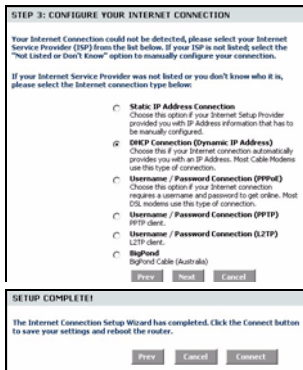 STEP 3: CONFIGURE YOUR INTERNET CONNECTION
Your Internet Connection could not be detected, please select your Internet
Service Provider (ISP) from the list below. If your ISP is not listed; select the
"Not Listed or Don't Know" option to manually configure your connection.
If your Internet Service Provider was not listed or you don't know who it is,
please select the Internet connection type below:
Static IP Address Connection
Choose this option if your Internet Setup Provider
provided you with IP Address information that has to
be manually configured.
DHCP Connection (Dynamic IP Address)
Choose this if your Internet connection automatically
provides you with an IP Address. Most Cable Modems
use this type of connection.
Username / Password Connection (PPPoE)
Choose this option if your Internet connection
requires a username and password to get online. Most
DSL modems use this type of connection.
Username / Password Connection (PPTP)
PPTP client.
Username / Password Connection (L2TP)
L2TP client.
BigPond
BigPond Cable (Australia)
Prev Next Cancel
SETUP COMPLETE!
The Internet Connection Setup Wizard has completed. Click the Connect button
to save your settings and reboot the router.
Prev Cancel Connect